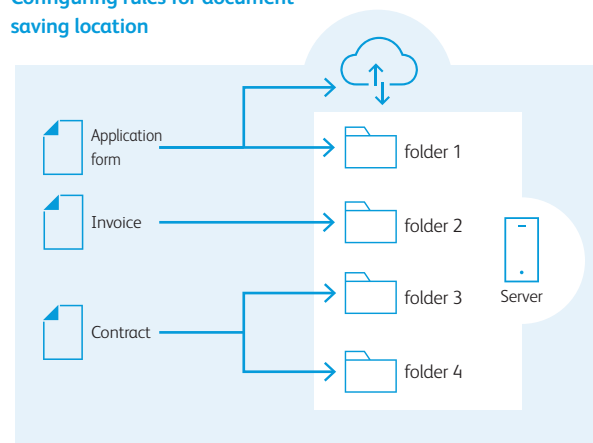 Configuring rules for document
saving location
Application
form
folder 1
Invoice
folder 2
folder 3
Server
Contract
folder 4